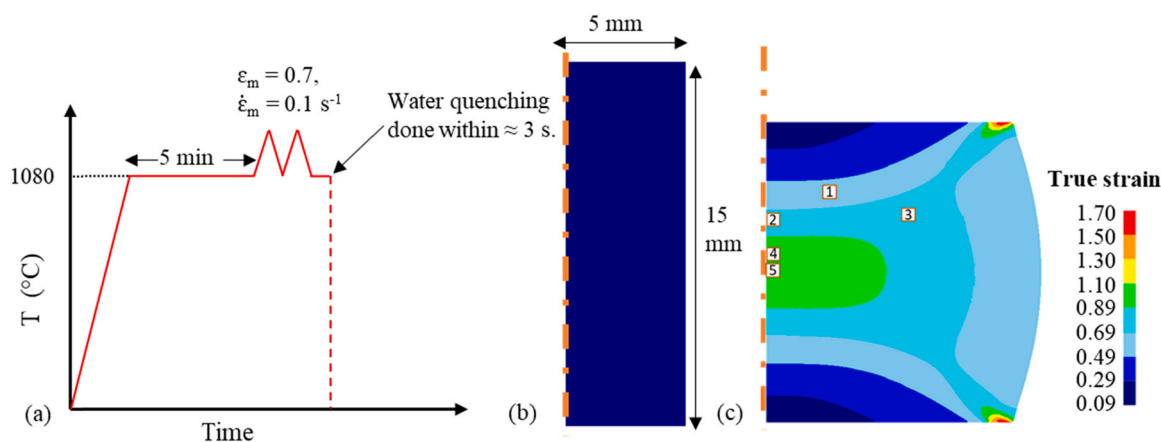 εm = 0.7,
ε̇m = 0.1 s-1
Water quenching
done within ≈ 3 s.
5 min
1080
T (°C)
(a)
Time
5 mm
15
mm
(b)
1
2
3
4
5
(c)
True strain
1.70
1.50
1.30
1.10
0.89
0.69
0.49
0.29
0.09